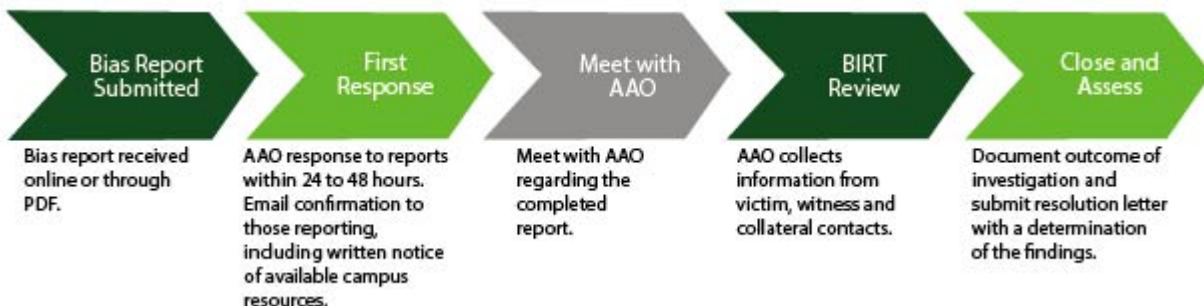 Bias Report
Submitted
Bias report received
online or through
PDF.
First
Response
AAO response to reports
within 24 to 48 hours.
Email confirmation to
those reporting,
including written notice
of available campus
resources.
Meet with
AAO
Meet with AAO
regarding the
completed
report.
BIRT
Review
AAO collects
information from
victim, witness and
collateral contacts.
Close and
Assess
Document outcome of
investigation and
submit resolution letter
with a determination
of the findings.